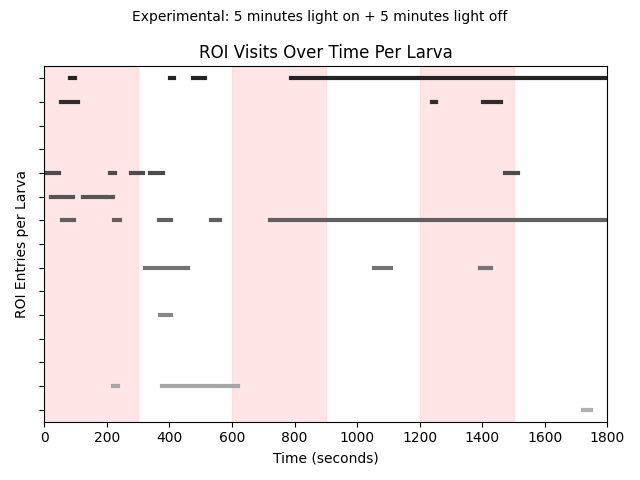 Experimental: 5 minutes light on + 5 minutes light off
ROI Visits Over Time Per Larva
ROI Entries per Larva
0 200 400 600 800 1000 1200 1400 1600 1800
Time (seconds)